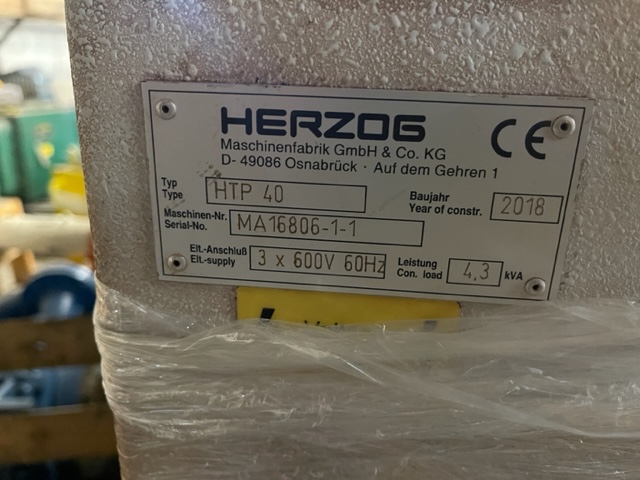 HERZOG
CE
Maschinenfabrik GmbH & Co. KG
D- 49086 Osnabrück · Auf dem Gehren 1
Typ
Type
HTP 40
Baujahr
Year of constr.
2018
Maschinen-Nr.
Serial-No.
MA16806-1-1
Elt.-Anschluß
Elt.-supply
3 x 600V 60Hz
Leistung
Con. load
4,3 kVA